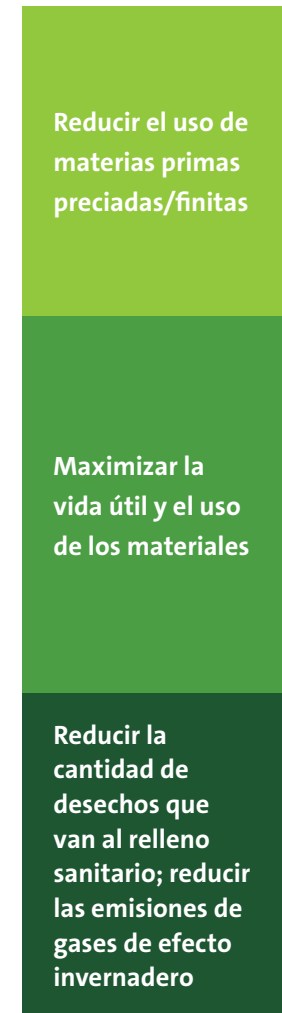 Reducir el uso de
materias primas
preciadas/finitas
Maximizar la
vida útil y el uso
de los materiales
Reducir la
cantidad de
desechos que
van al relleno
sanitario; reducir
las emisiones de
gases de efecto
invernadero